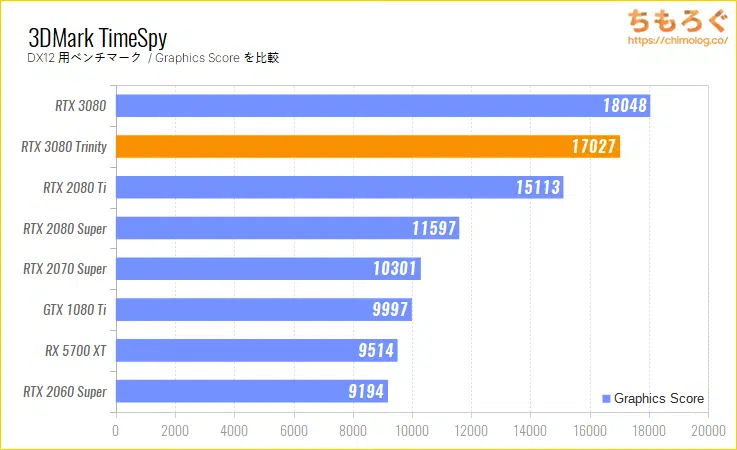 ちもろぐ
https://chimolog.co/
3DMark TimeSpy
DX12 用ベンチマーク / Graphics Score を比較
RTX 3080
18048
RTX 3080 Trinity
17027
RTX 2080 Ti
15113
RTX 2080 Super
11597
RTX 2070 Super
10301
GTX 1080 Ti
9997
RX 5700 XT
9514
RTX 2060 Super
9194
Graphics Score
0 2000 4000 6000 8000 10000 12000 14000 16000 18000 20000